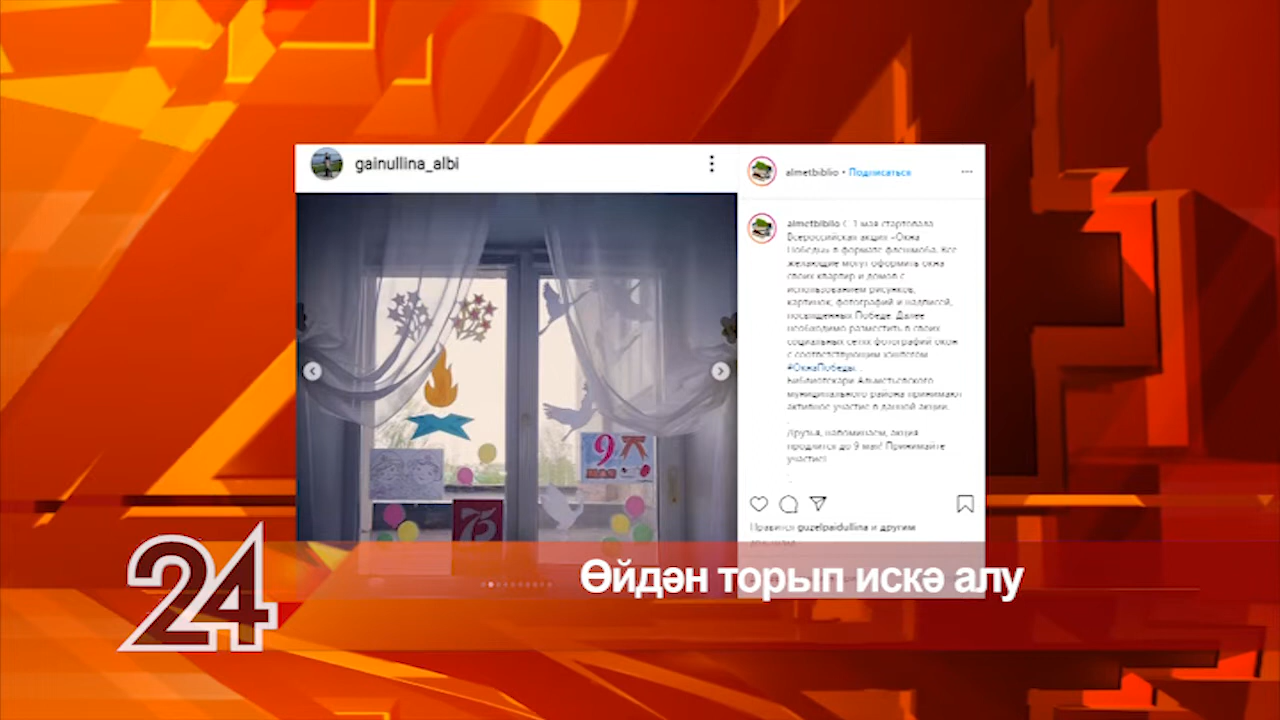 gainullina_albi
almetbiblio • Подписаться
almetbiblio С 1 мая стартовала
Всероссийская акция «Окна
Победы» в формате флешмоба. Все
желающие могут оформить окна
своих квартир и домов с
использованием рисунков,
картинок, фотографий и надписей,
посвященных Победе. Далее
необходимо разместить в своих
социальных сетях фотографий окон
с соответствующим хэштегом
#ОкнаПобеды. .
Библиотекари Альметьевского
муниципального района принимают
активное участие в данной акции.
.
Друзья, напоминаем, акция
продлится до 9 мая! Принимайте
участие!
9
МАЯ
75
Нравится guzelpaidullina и другим
24
Өйдән торып искә алу